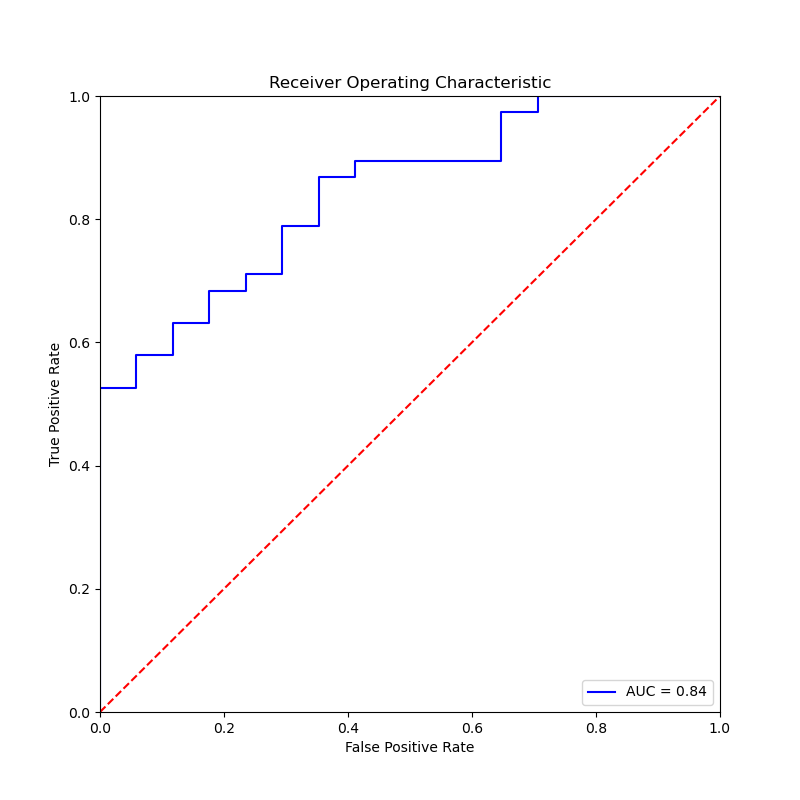 Receiver Operating Characteristic
1.0
0.8
0.6
0.4
0.2
0.0
True Positive Rate
AUC = 0.84
0.0 0.2 0.4 0.6 0.8 1.0
False Positive Rate